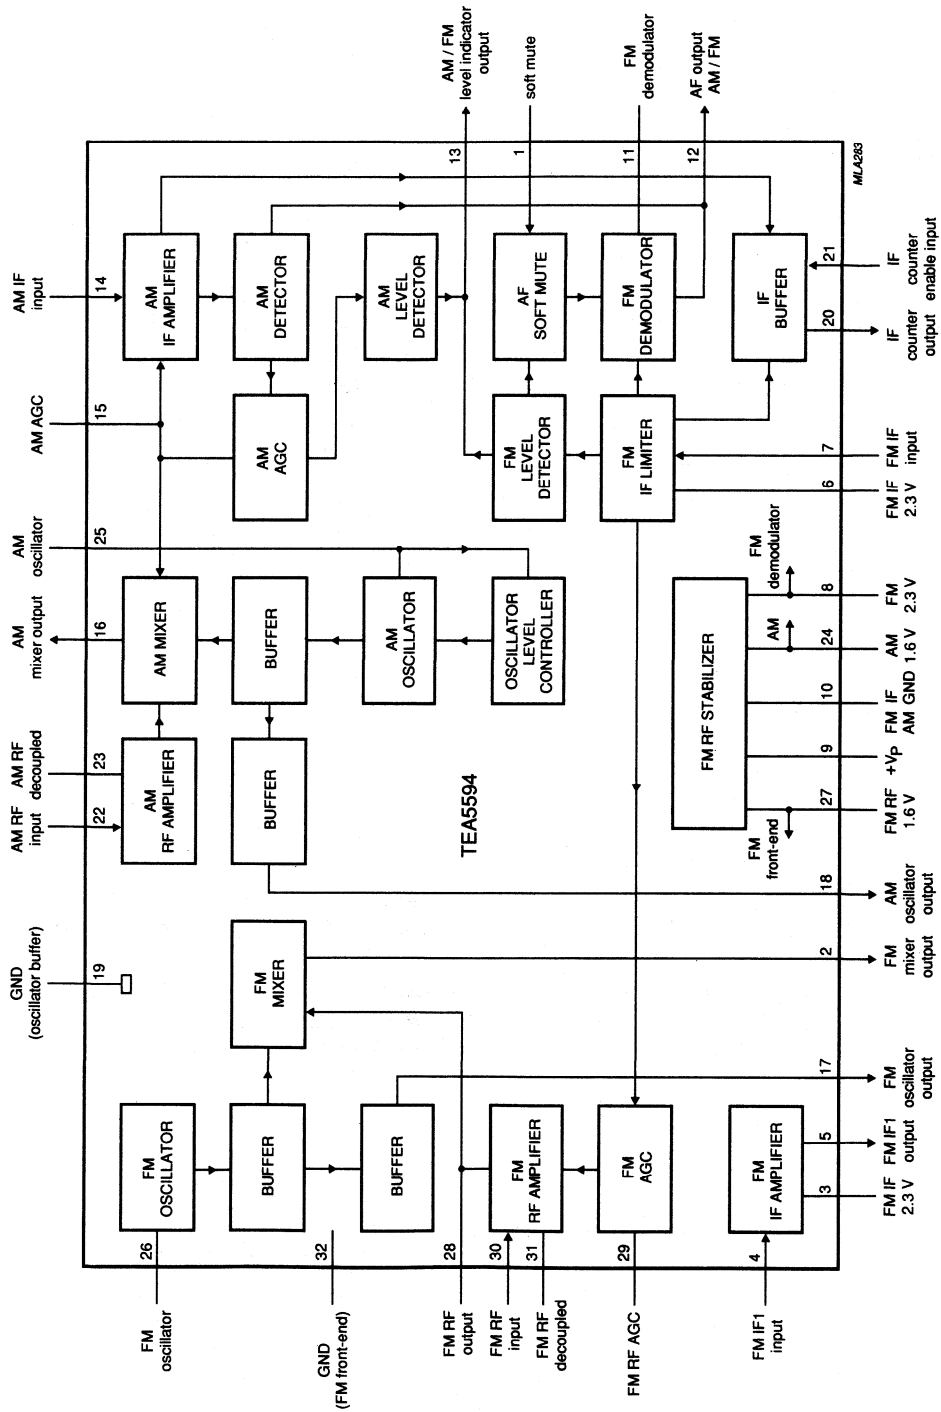 AM / FM
level indicator
output
soft mute
FM
demodulator
AF output
AM / FM
13
1
11
12
MLA283
AM IF
input
14
AM
IF AMPLIFIER
AM
DETECTOR
AM
LEVEL
DETECTOR
AF
SOFT MUTE
FM
DEMODULATOR
IF
BUFFER
21
IF
counter
enable input
20
IF
counter
output
AM AGC
15
AM
AGC
FM
LEVEL
DETECTOR
FM
IF LIMITER
7
FM IF
input
6
FM IF
2.3 V
AM
oscillator
25
AM
mixer output
16
AM MIXER
BUFFER
AM
OSCILLATOR
OSCILLATOR
LEVEL
CONTROLLER
FM RF STABILIZER
FM
demodulator
8
FM
2.3 V
AM
24
AM
1.6 V
10
FM IF
AM GND
9
+VP
27
FM RF
1.6 V
FM
front-end
AM RF
decoupled
23
AM RF
input
22
AM
RF AMPLIFIER
BUFFER
TEA5594
18
AM
oscillator
output
GND
(oscillator buffer)
19
FM
MIXER
2
FM
mixer
output
17
FM
oscillator
output
FM
OSCILLATOR
BUFFER
BUFFER
FM
RF AMPLIFIER
FM
AGC
FM
IF AMPLIFIER
5
FM IF1
output
3
FM IF
2.3 V
26
32
28
30
31
29
4
FM
oscillator
GND
(FM front-end)
FM RF
output
FM RF
input
FM RF
decoupled
FM RF AGC
FM IF1
input